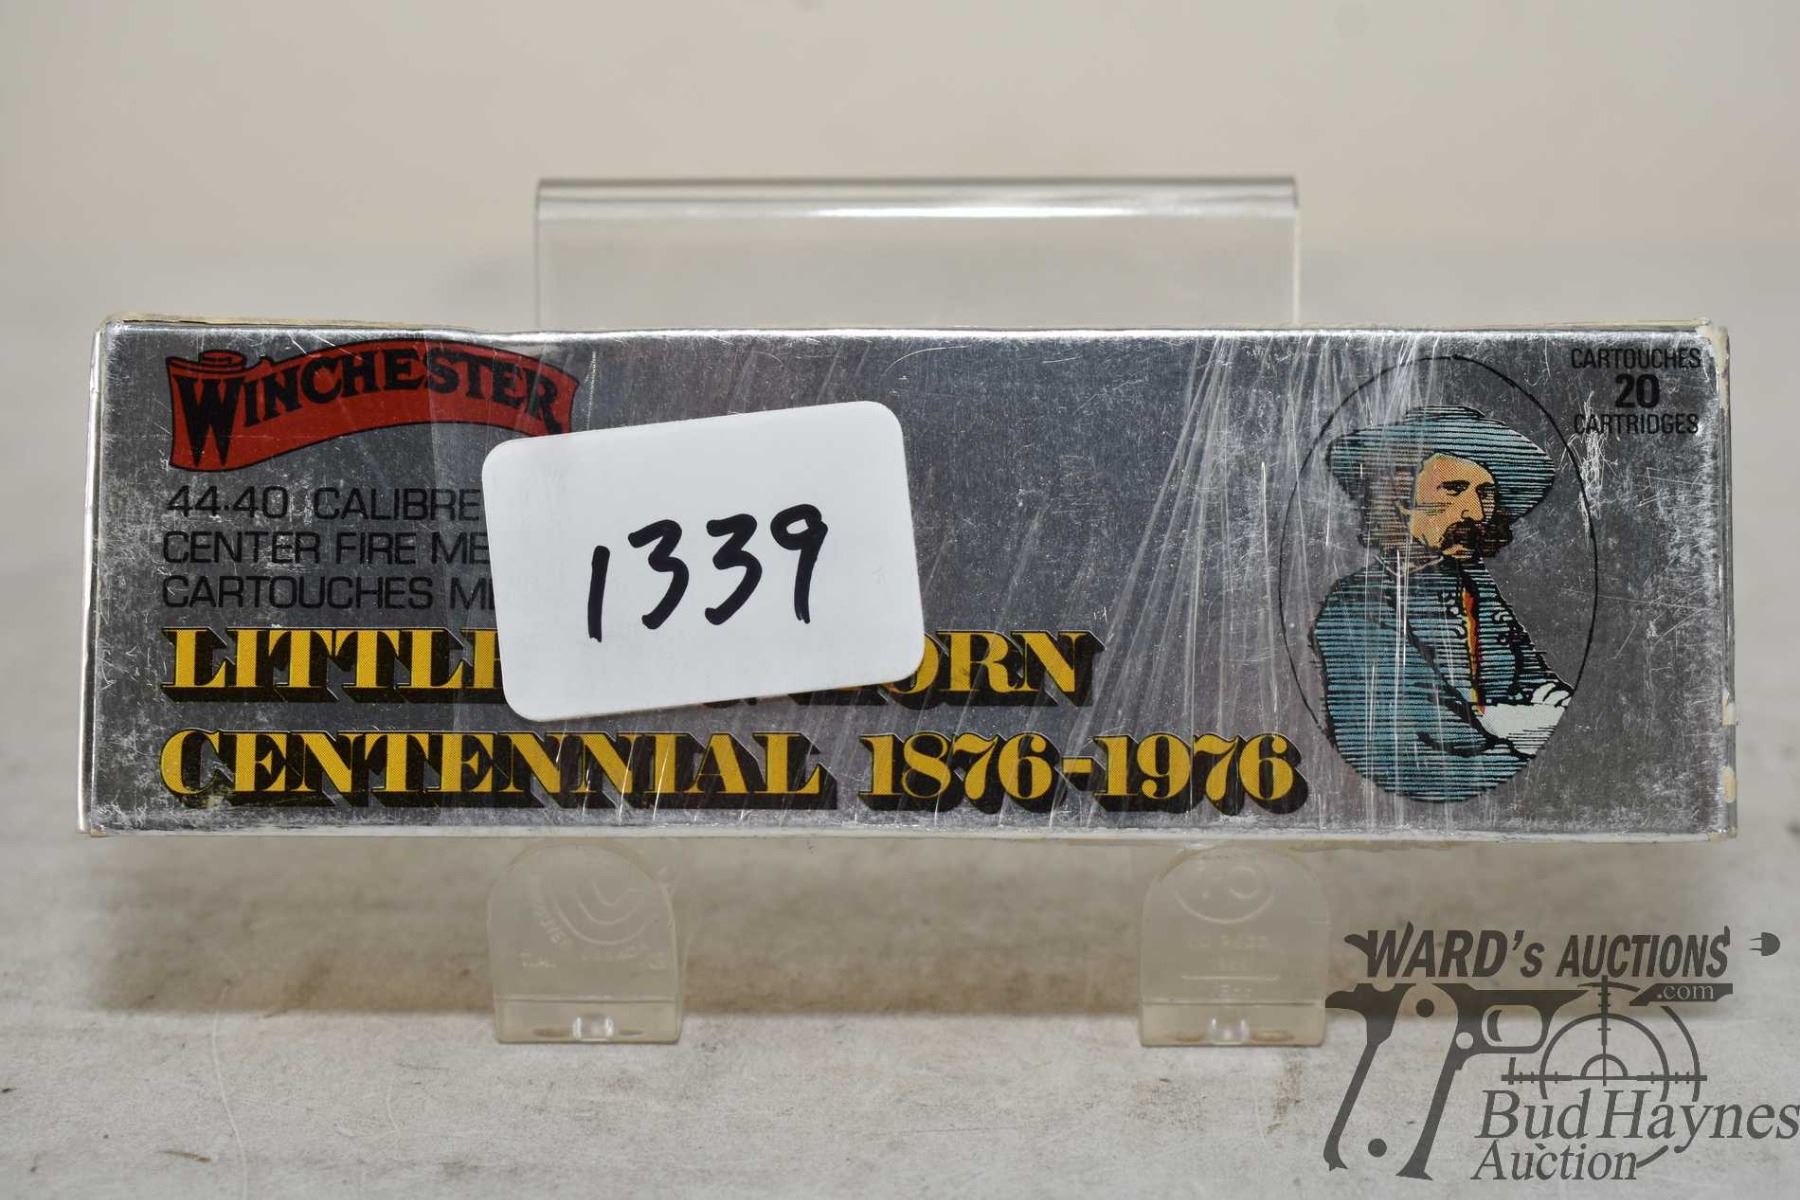 WINCHESTER
CARTOUCHES
20
CARTRIDGES
44-40 CALIBRE
CENTER FIRE
CARTOUCHES
1339
CENTENNIAL 1876-1976
WARD's AUCTIONS
.com
Bud Haynes
Auction